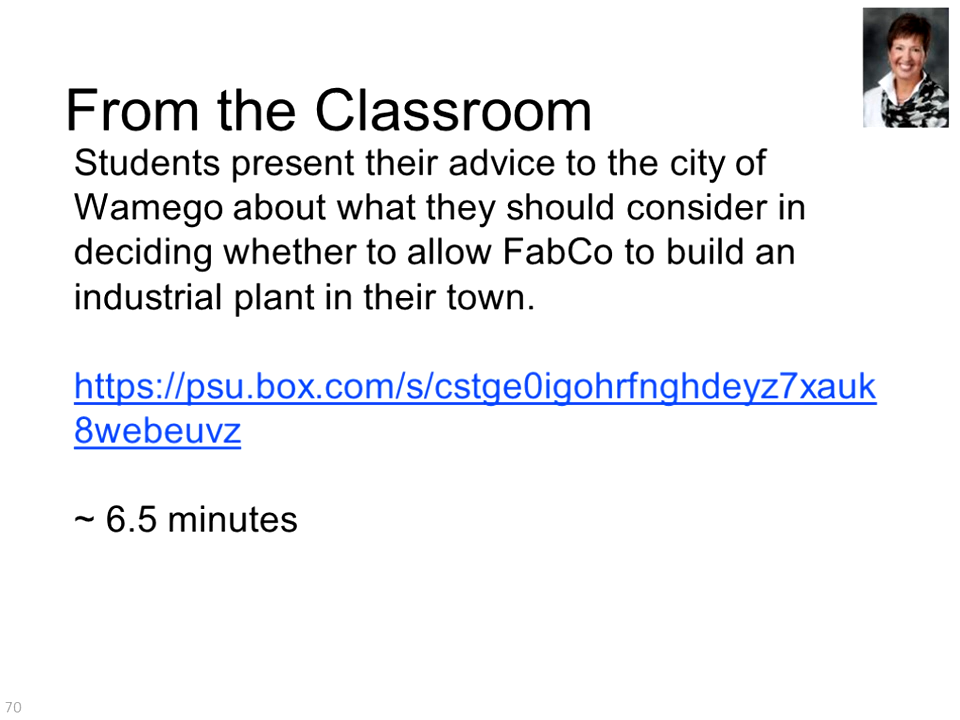 From the Classroom
Students present their advice to the city of
Wamego about what they should consider in
deciding whether to allow FabCo to build an
industrial plant in their town.
https://psu.box.com/s/cstge0igohrfnghdeyz7xauk
8webeuvz
~ 6.5 minutes
70